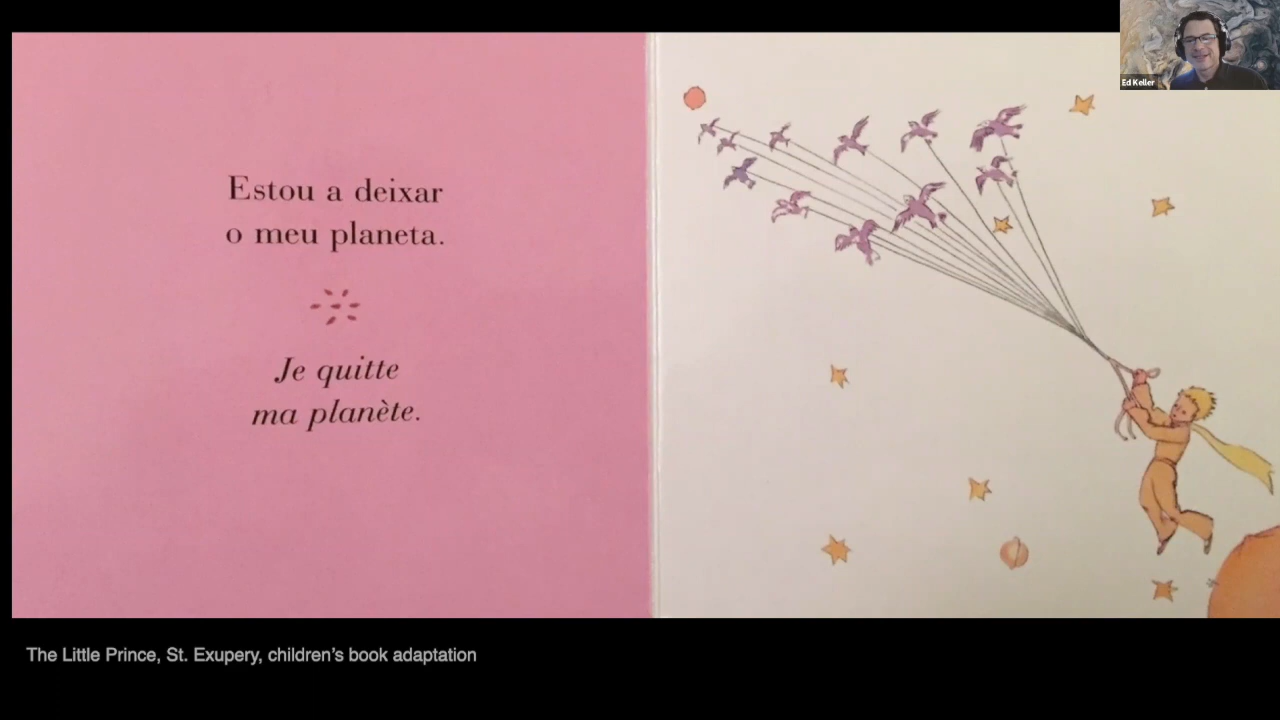 Estou a deixar
o meu planeta.
Je quitte
ma planète.
Ed Keller
The Little Prince, St. Exupery, children's book adaptation